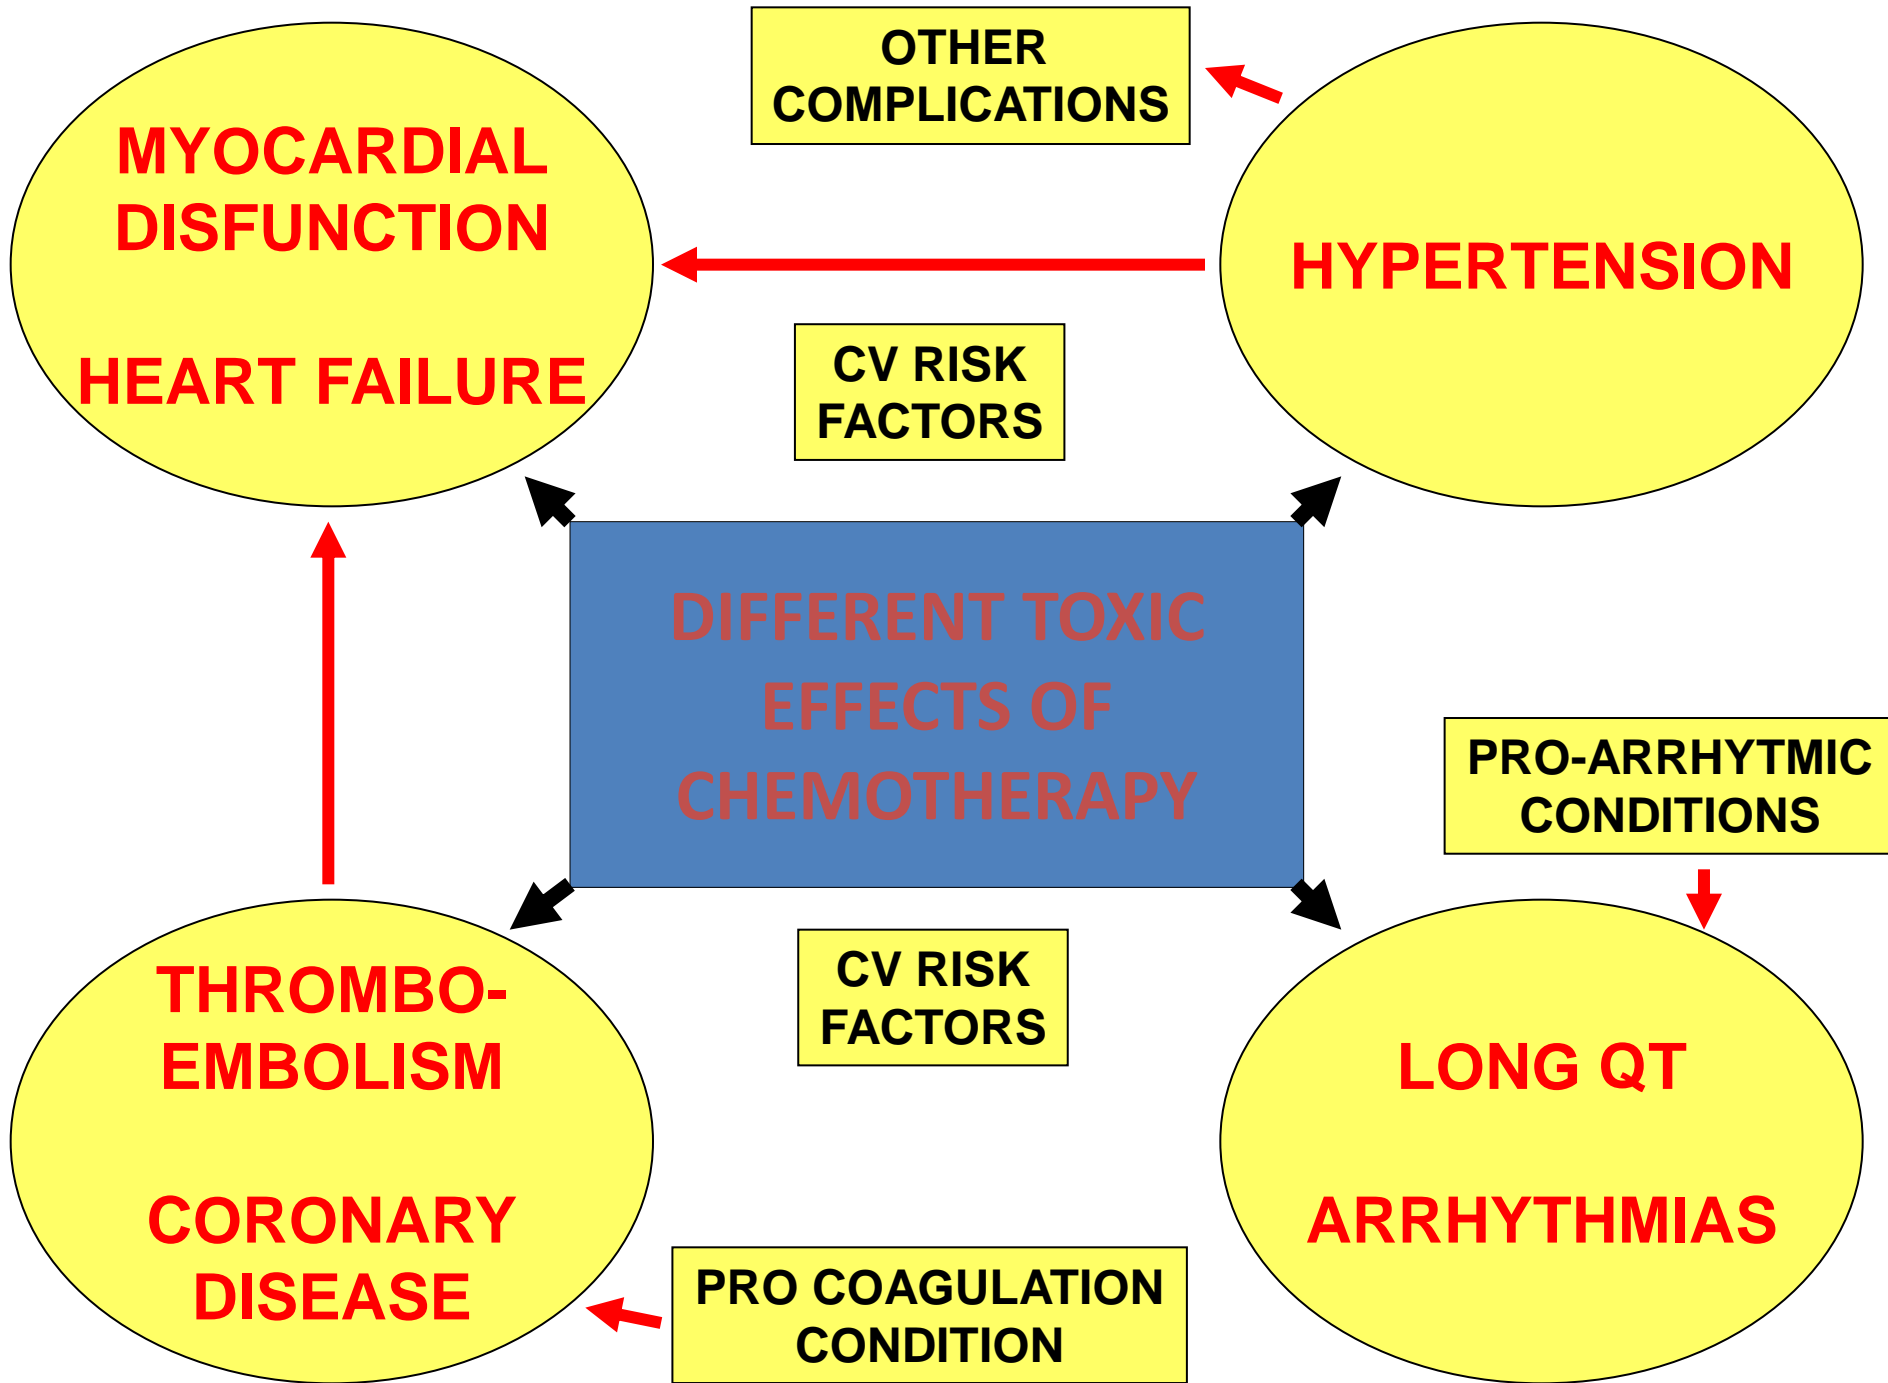 OTHER
COMPLICATIONS
MYOCARDIAL
DISFUNCTION
HEART FAILURE
HYPERTENSION
CV RISK
FACTORS
DIFFERENT TOXIC
EFFECTS OF
CHEMOTHERAPY
PRO-ARRHYTMIC
CONDITIONS
CV RISK
FACTORS
THROMBO-
EMBOLISM
CORONARY
DISEASE
LONG QT
ARRHYTHMIAS
PRO COAGULATION
CONDITION